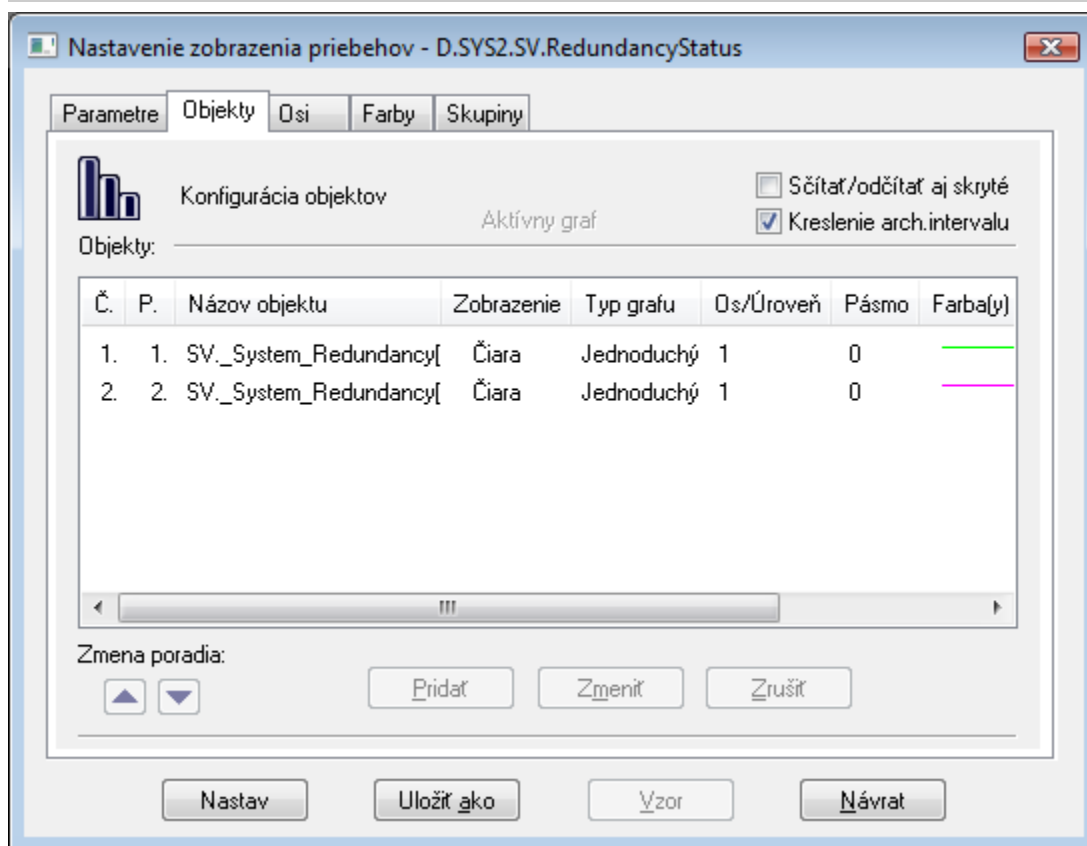 Nastavenie zobrazenia priebehov - D.SYS2.SV.RedundancyStatus
Parametre Objekty Osi Farby Skupiny
Konfigurácia objektov
Aktívny graf
Sčítať/odčítať aj skryté
Kreslenie arch.intervalu
Objekty:
Č. P. Názov objektu Zobrazenie Typ grafu Os/Úroveň Pásmo Farba(y)
1. 1. SV._System_Redundancy[ Čiara Jednoduchý 1 0
2. 2. SV._System_Redundancy[ Čiara Jednoduchý 1 0
Zmena poradia:
Pridať Zmeniť Zrušiť
Nastav Uložiť ako Vzor Návrat